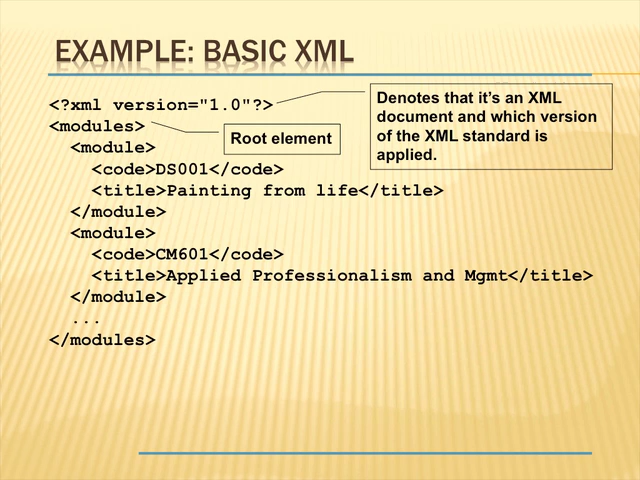 EXAMPLE: BASIC XML
<?xml version="1.0"?>
Denotes that it’s an XML
document and which version
of the XML standard is
applied.
<modules>
Root element
<module>
<code>DS001</code>
<title>Painting from life</title>
</module>
<module>
<code>CM601</code>
<title>Applied Professionalism and Mgmt</title>
</module>
...
</modules>